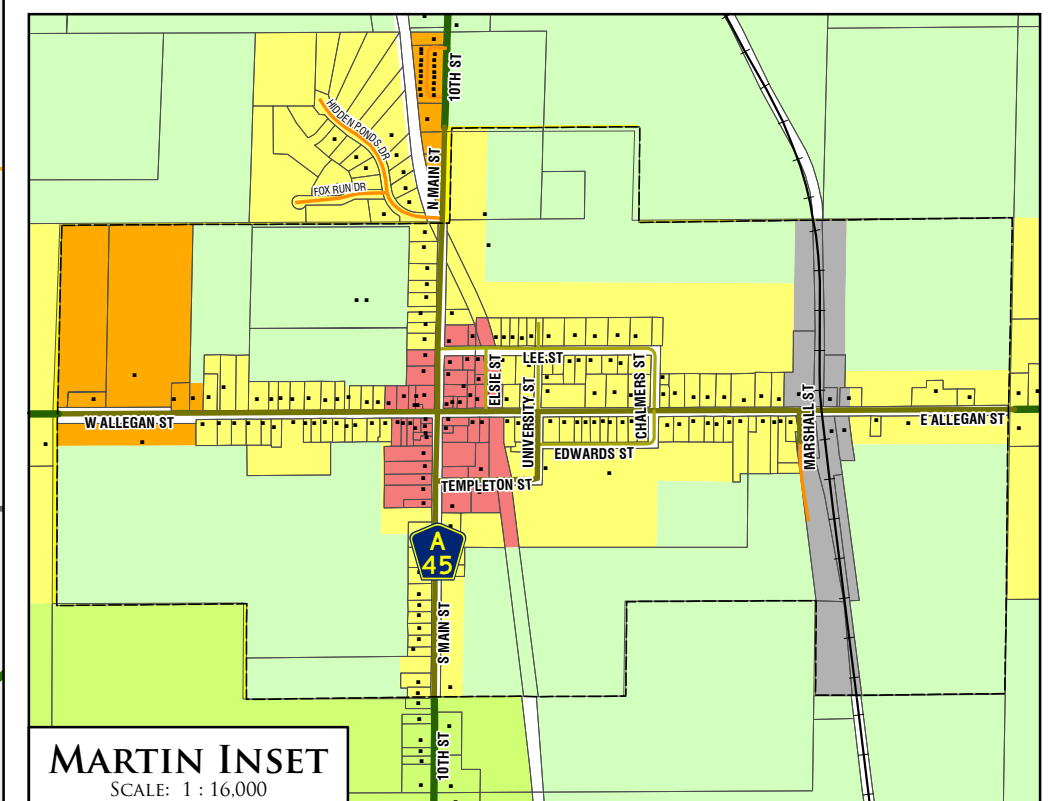 10TH ST
HIDDEN PONDS DR
N MAIN ST
FOX RUN DR
LEE ST
ELSIE ST
UNIVERSITY ST
CHALMERS ST
MARSHALL ST
W ALLEGAN ST
E ALLEGAN ST
EDWARDS ST
TEMPLETON ST
A
45
S MAIN ST
10TH ST
MARTIN INSET
SCALE: 1 : 16,000